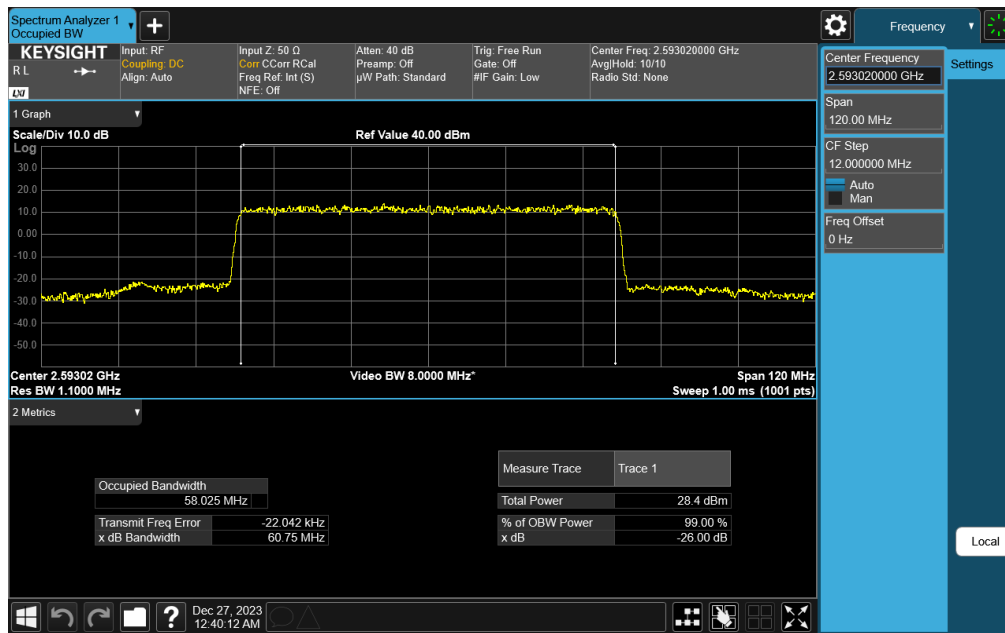 Spectrum Analyzer 1
Occupied BW
Frequency
KEYSIGHT
R L
LXI
Input: RF
Coupling: DC
Align: Auto
Input Z: 50 Ω
Corr CCorr RCal
Freq Ref: Int (S)
NFE: Off
Atten: 40 dB
Preamp: Off
µW Path: Standard
Trig: Free Run
Gate: Off
#IF Gain: Low
Center Freq: 2.593020000 GHz
Avg|Hold: 10/10
Radio Std: None
Center Frequency
2.593020000 GHz
Settings
Span
120.00 MHz
CF Step
12.000000 MHz
Auto
Man
Freq Offset
0 Hz
1 Graph
Scale/Div 10.0 dB
Ref Value 40.00 dBm
Log
30.0
20.0
10.0
0.00
-10.0
-20.0
-30.0
-40.0
-50.0
Center 2.59302 GHz
Video BW 8.0000 MHz*
Span 120 MHz
Res BW 1.1000 MHz
Sweep 1.00 ms (1001 pts)
2 Metrics
Measure Trace
Trace 1
Occupied Bandwidth
58.025 MHz
Total Power
28.4 dBm
Transmit Freq Error
-22.042 kHz
% of OBW Power
99.00 %
x dB Bandwidth
60.75 MHz
x dB
-26.00 dB
Local
?
Dec 27, 2023
12:40:12 AM